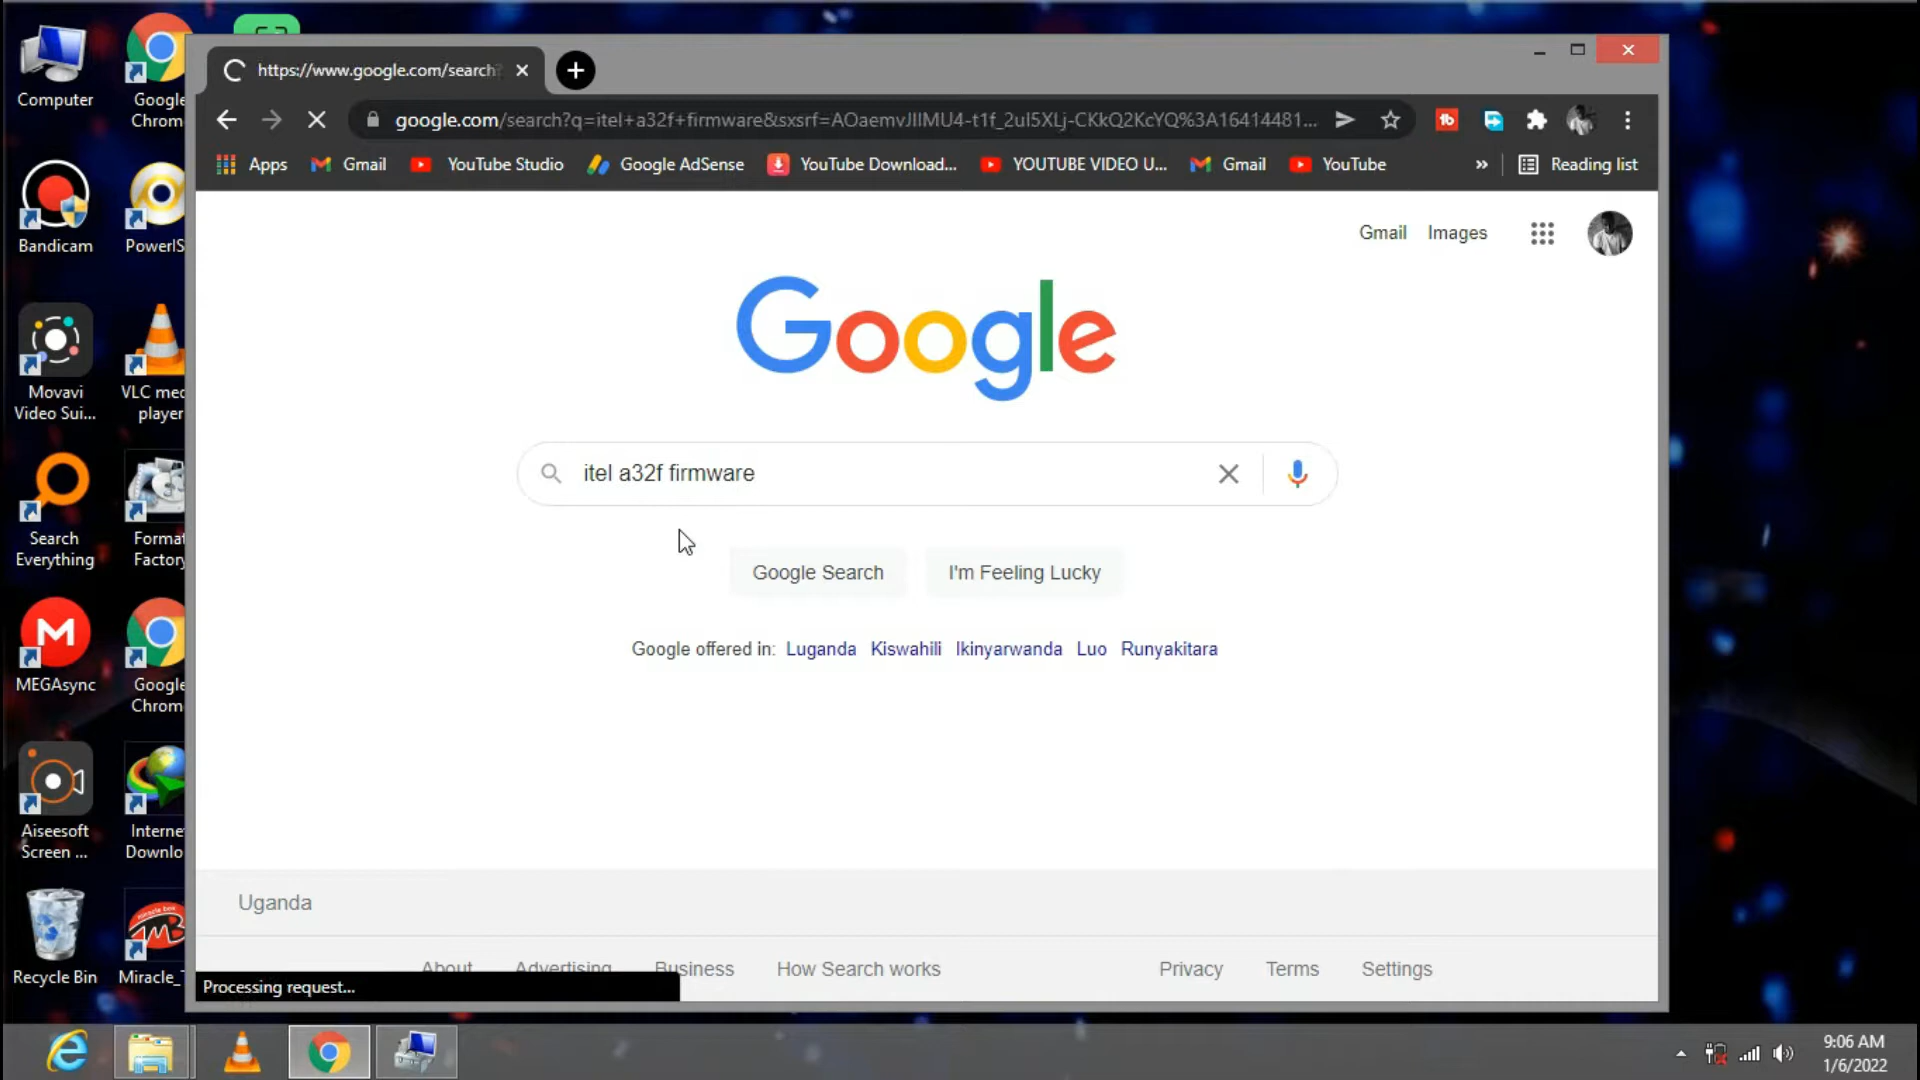 Computer
Google
Chrom
Bandicam
PowerIS
Movavi
Video Sui...
VLC med
player
Search
Everything
Format
Factory
MEGAsync
Google
Chrom
Aiseesoft
Screen ...
Interne
Downlo
Recycle Bin
Miracle_
https://www.google.com/search?
google.com/search?q=itel+a32f+firmware&sxsrf=AOaemvJIIMU4-t1f_2uI5XLj-CKkQ2KcYQ%3A16414481...
Apps Gmail YouTube Studio Google AdSense YouTube Download... YOUTUBE VIDEO U... Gmail YouTube » Reading list
Gmail Images
Google
itel a32f firmware
Google Search I'm Feeling Lucky
Google offered in: Luganda Kiswahili Ikinyarwanda Luo Runyakitara
Uganda
About Advertising Business How Search works Privacy Terms Settings
Processing request...
9:06 AM
1/6/2022